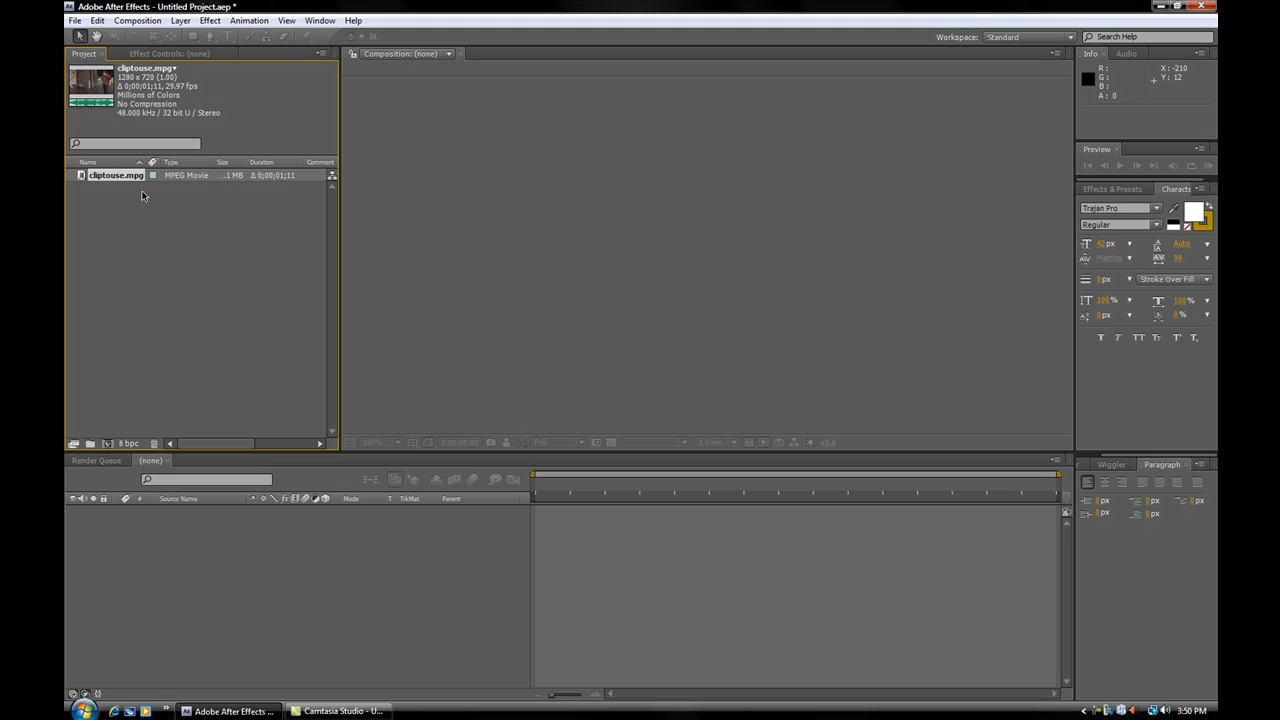 Adobe After Effects - Untitled Project.aep *
File Edit Composition Layer Effect Animation View Window Help
Workspace: Standard
Search Help
Project Effect Controls: (none)
Composition: (none)
Info Audio
cliptouse.mpg
1280 x 720 (1.00)
Δ 0;00;01;11, 29.97 fps
Millions of Colors
No Compression
48.000 kHz / 32 bit U / Stereo
R: X: -210
G: Y: 12
B:
A: 0
Preview
Name Type Size Duration Comment
cliptouse.mpg MPEG Movie ...1 MB Δ 0;00;01;11
Effects & Presets Characte
Trajan Pro
Regular
42 px Auto
Metrics 99
0 px Stroke Over Fill
100 % 100 %
0 px 0 %
T T TT Tr T¹ T,
8 bpc
100% 0:00:00:00 Full 1 View +0.0
Render Queue (none)
Wiggler Paragraph
# Source Name Mode T TrkMat Parent
0 px 0 px 0 px
0 px 0 px
Adobe After Effects ... Camtasia Studio - U... 3:50 PM